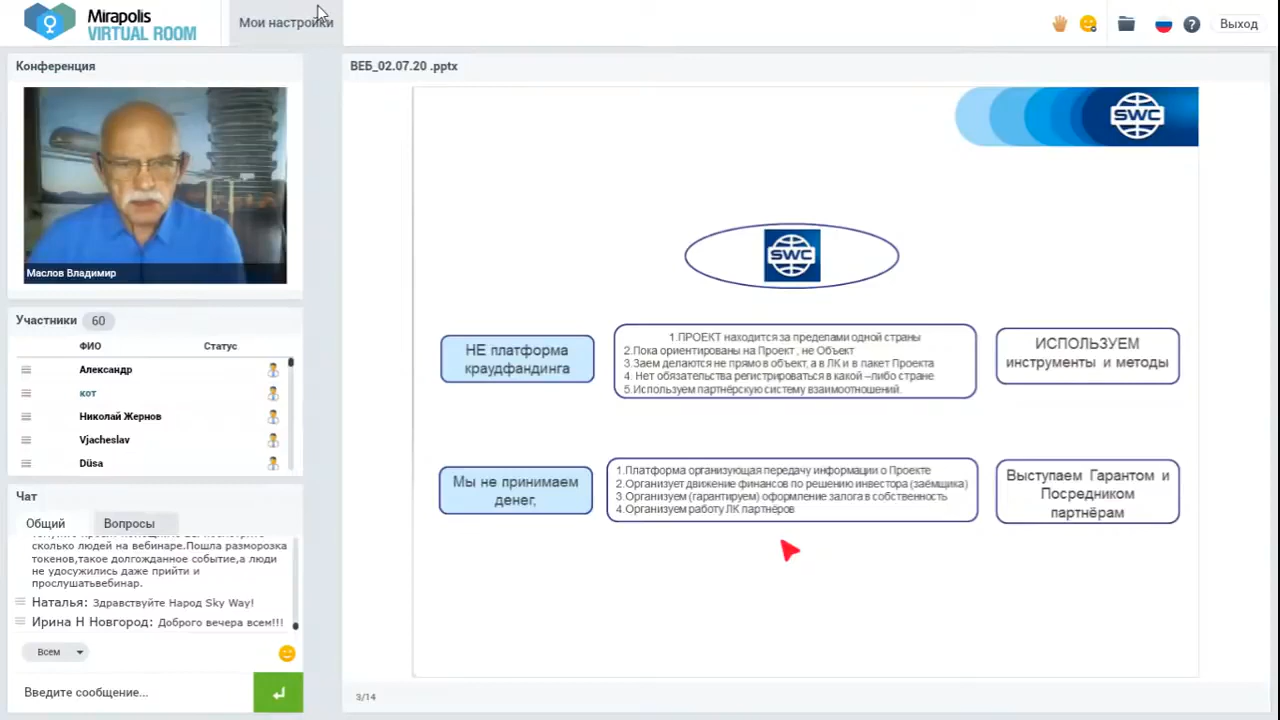 Mirapolis
VIRTUAL ROOM
Мои настройки
Выход
Конференция
Маслов Владимир
Участники 60
ФИО Статус
Александр
кот
Николай Жернов
Vjacheslav
Düsa
Чат
Общий Вопросы
сколько людей на вебинаре.Пошла разморозка
токенов,такое долгожданное событие,а люди
не удосужились даже прийти и
прослушатьвебинар.
Наталья: Здравствуйте Народ Sky Way!
Ирина Н Новгород: Доброго вечера всем!!!
Всем
Введите сообщение...
ВЕБ_02.07.20 .pptx
SWC
SWC
НЕ платформа
краудфандинга
1.ПРОЕКТ находится за пределами одной страны
2.Пока ориентированы на Проект , не Объект
3.Заем делаются не прямо в объект, а в ЛК и в пакет Проекта
4. Нет обязательства регистрироваться в какой –либо стране
5.Используем партнёрскую систему взаимоотношений.
ИСПОЛЬЗУЕМ
инструменты и методы
Мы не принимаем
денег,
1.Платформа организующая передачу информации о Проекте
2.Организует движение финансов по решению инвестора (заёмщика)
3.Организуем (гарантируем) оформление залога в собственность
4.Организуем работу ЛК партнёров
Выступаем Гарантом и
Посредником
партнёрам
3/14